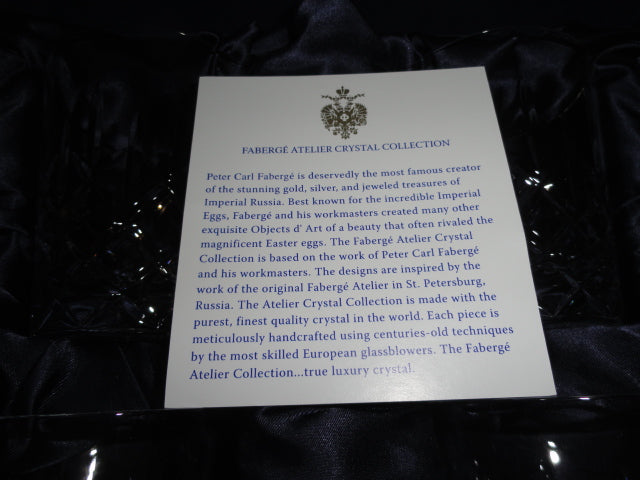 FABERGÉ ATELIER CRYSTAL COLLECTION
Peter Carl Fabergé is deservedly the most famous creator
of the stunning gold, silver, and jeweled treasures of
Imperial Russia. Best known for the incredible Imperial
Eggs, Fabergé and his workmasters created many other
exquisite Objects d' Art of a beauty that often rivaled the
magnificent Easter eggs. The Fabergé Atelier Crystal
Collection is based on the work of Peter Carl Fabergé
and his workmasters. The designs are inspired by the
work of the original Fabergé Atelier in St. Petersburg,
Russia. The Atelier Crystal Collection is made with the
purest, finest quality crystal in the world. Each piece is
meticulously handcrafted using centuries-old techniques
by the most skilled European glassblowers. The Fabergé
Atelier Collection...true luxury crystal.